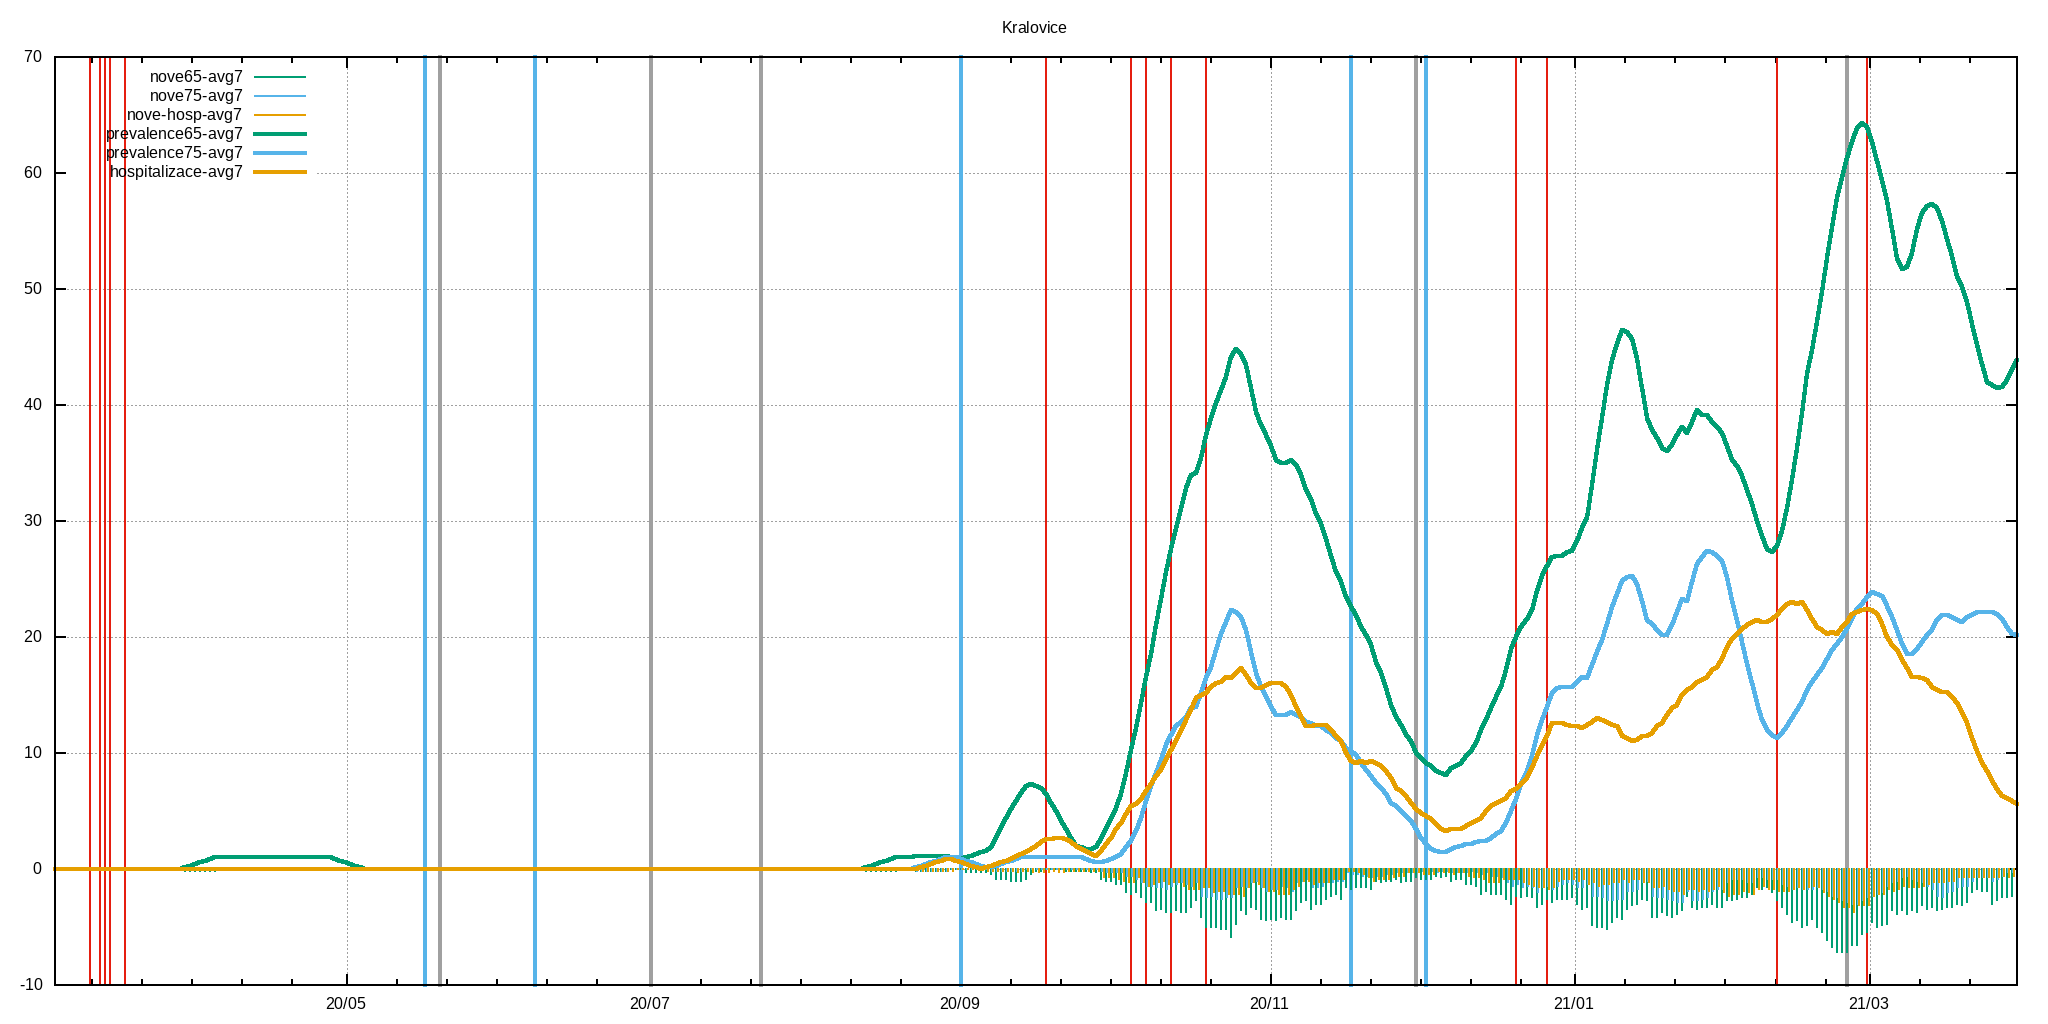 Kralovice
70
nove65-avg7
nove75-avg7
nove-hosp-avg7
prevalence65-avg7
prevalence75-avg7
hospitalizace-avg7
60
50
40
30
20
10
0
-10
20/05 20/07 20/09 20/11 21/01 21/03